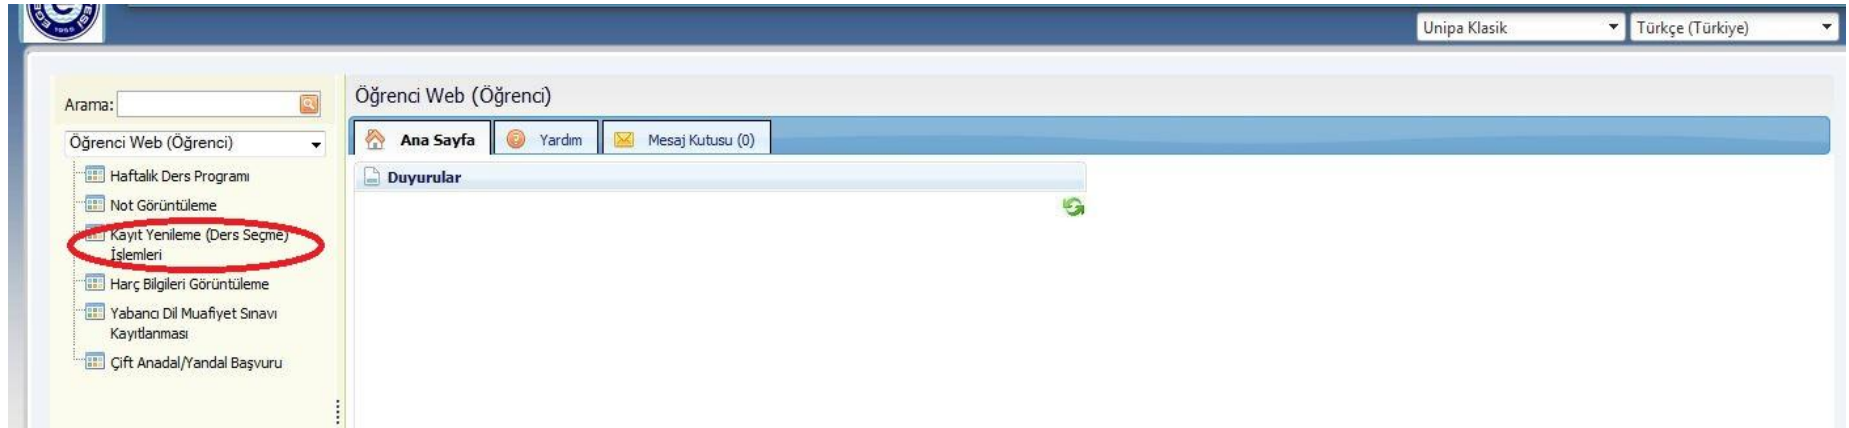 1955
EGE
Unipa Klasik
Türkçe (Türkiye)
Arama:
Öğrenci Web (Öğrenci)
Haftalık Ders Programı
Not Görüntüleme
Kayıt Yenileme (Ders Seçme)
İşlemleri
Harç Bilgileri Görüntüleme
Yabancı Dil Muafiyet Sınavı
Kayıtlanması
Çift Anadal/Yandal Başvuru
Öğrenci Web (Öğrenci)
Ana Sayfa
Yardım
Mesaj Kutusu (0)
Duyurular